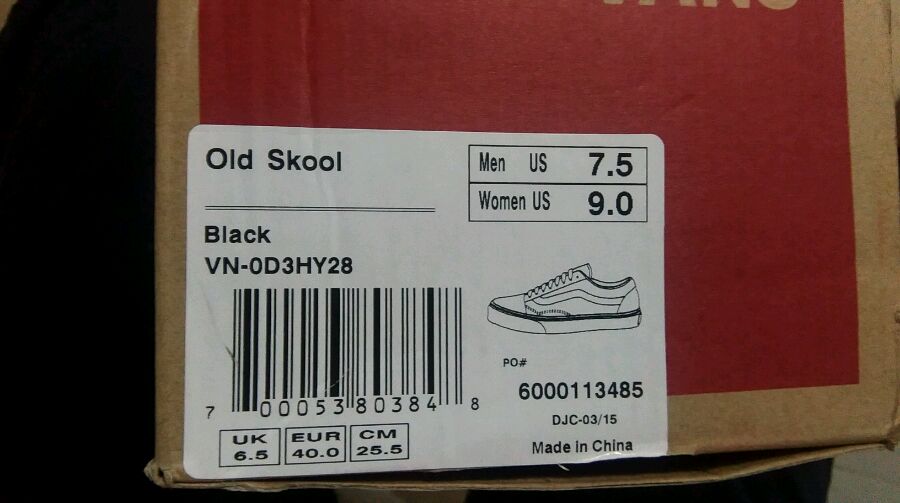 VANS
Old Skool
Men US 7.5
Women US 9.0
Black
VN-0D3HY28
7 00053 80384 8
PO#
6000113485
DJC-03/15
Made in China
UK 6.5
EUR 40.0
CM 25.5